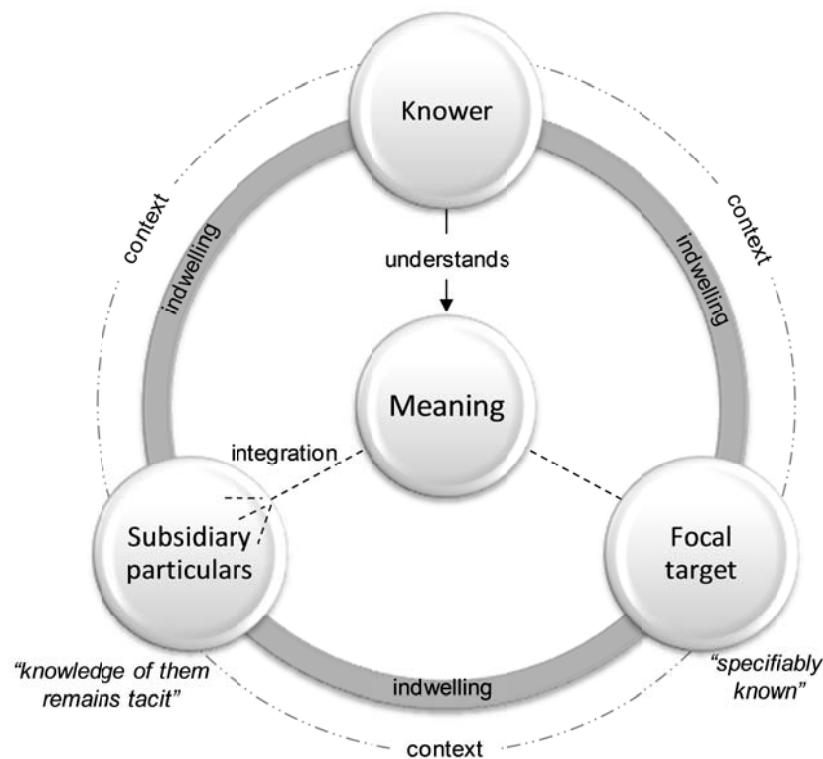 Knower
context
context
indwelling
indwelling
understands
Meaning
integration
Subsidiary
particulars
Focal
target
"knowledge of them
remains tacit"
"specifiably
known"
indwelling
context